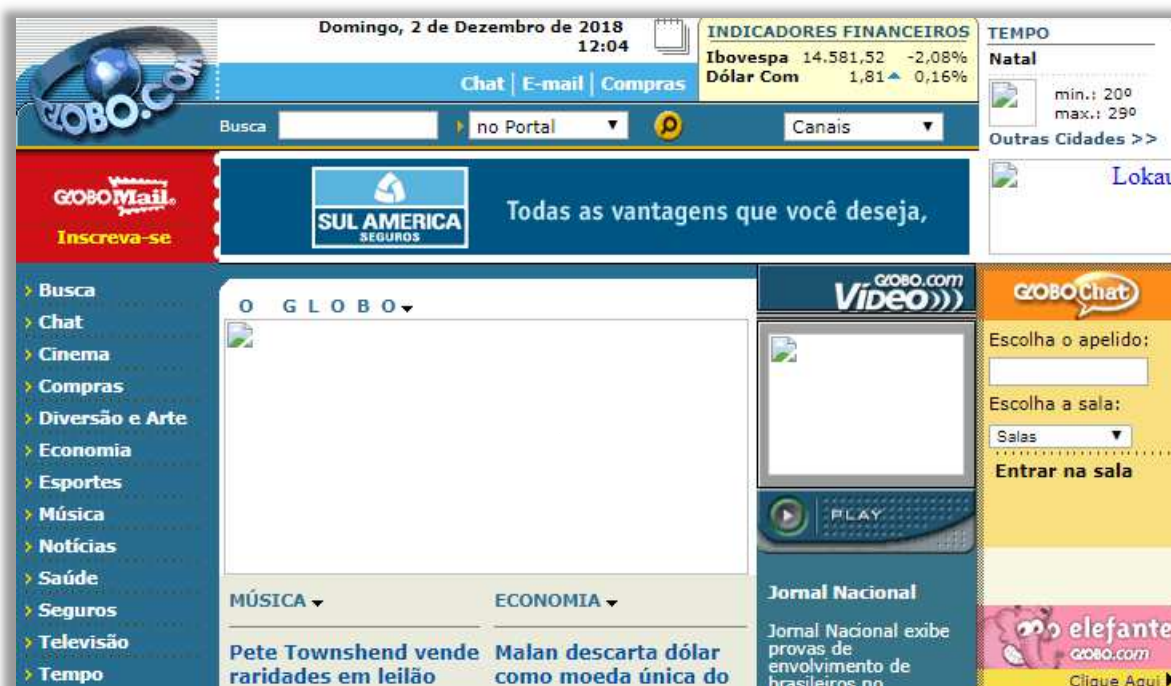 GLOBO.COM
Domingo, 2 de Dezembro de 2018
12:04
Chat | E-mail | Compras
INDICADORES FINANCEIROS
Ibovespa 14.581,52 -2,08%
Dólar Com 1,81 0,16%
TEMPO
Natal
min.: 20º
max.: 29º
Outras Cidades >>
Busca
no Portal
Canais
GLOBOMail
Inscreva-se
SUL AMERICA
SEGUROS
Todas as vantagens que você deseja,
Lokau
Busca
Chat
Cinema
Compras
Diversão e Arte
Economia
Esportes
Música
Notícias
Saúde
Seguros
Televisão
Tempo
O GLOBO
MÚSICA
Pete Townshend vende
raridades em leilão
ECONOMIA
Malan descarta dólar
como moeda única do
GLOBO.COM
VíDEO)))
PLAY
Jornal Nacional
Jornal Nacional exibe
provas de
envolvimento de
brasileiros no
GLOBOChat
Escolha o apelido:
Escolha a sala:
Salas
Entrar na sala
elefante
GLOBO.COM
Clique Aqui